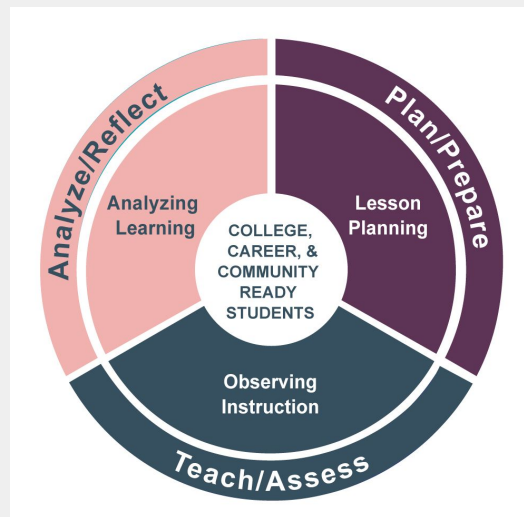 Analyze/Reflect
Plan/Prepare
Analyzing
Learning
Lesson
Planning
COLLEGE,
CAREER, &
COMMUNITY
READY
STUDENTS
Observing
Instruction
Teach/Assess